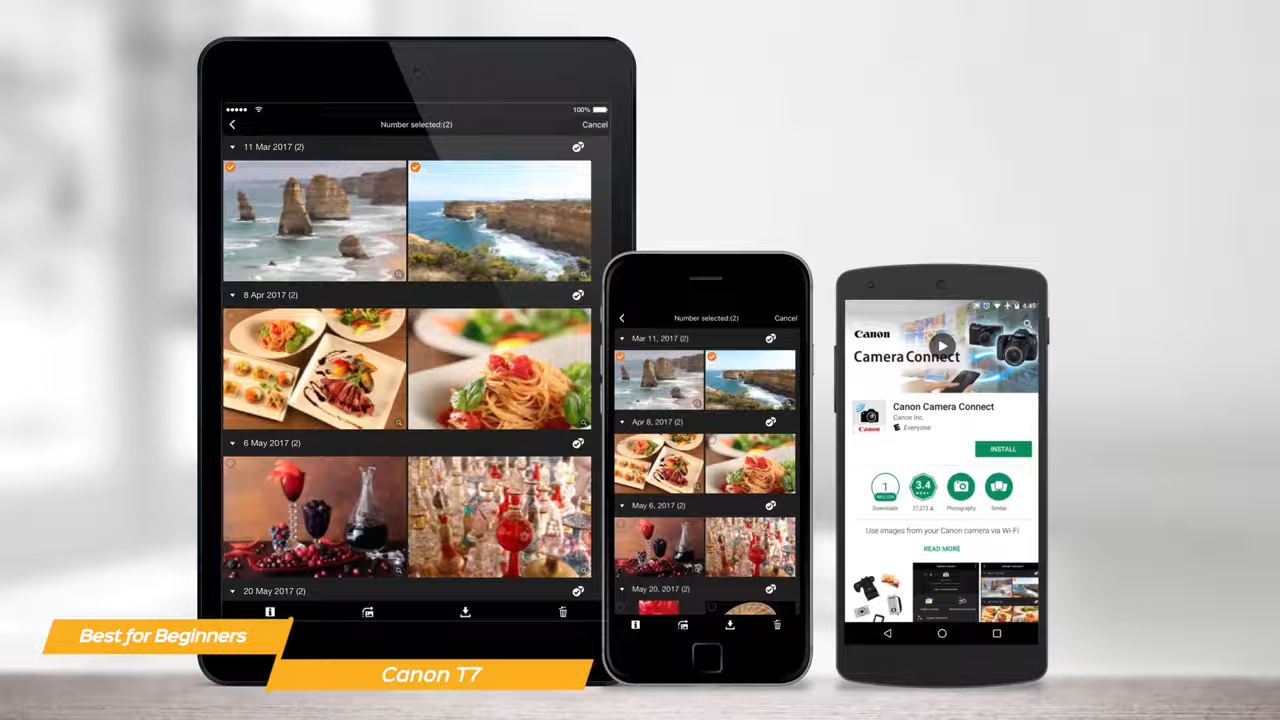 100%
Number selected:(2)
Cancel
11 Mar 2017 (2)
8 Apr 2017 (2)
6 May 2017 (2)
20 May 2017 (2)
Number selected:(2)
Cancel
Mar 11, 2017 (2)
Apr 8, 2017 (2)
May 6, 2017 (2)
May 20, 2017 (2)
4:45
Canon
Camera Connect
Canon Camera Connect
Canon Inc.
Everyone
Canon
INSTALL
1
MILLION
3.4
Downloads
Photography
Similar
Use images from your Canon camera via Wi-Fi
READ MORE
Best for Beginners
Canon T7